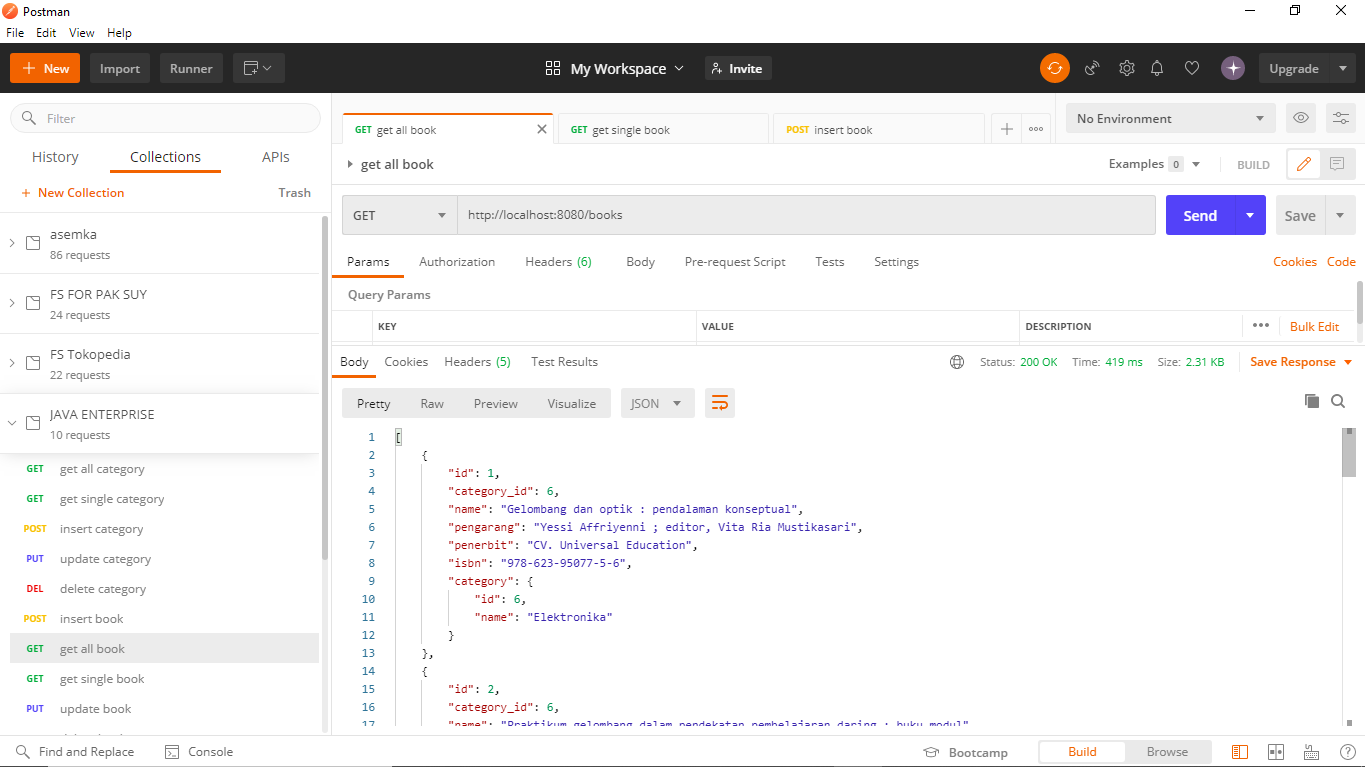 Postman
File Edit View Help
+ New Import Runner My Workspace Invite Upgrade
Filter
History Collections APIs
+ New Collection Trash
asemka
86 requests
FS FOR PAK SUY
24 requests
FS Tokopedia
22 requests
JAVA ENTERPRISE
10 requests
GET get all category
GET get single category
POST insert category
PUT update category
DEL delete category
POST insert book
GET get all book
GET get single book
PUT update book
GET get all book GET get single book POST insert book No Environment
get all book Examples 0 BUILD
GET http://localhost:8080/books Send Save
Params Authorization Headers (6) Body Pre-request Script Tests Settings Cookies Code
Query Params
KEY VALUE DESCRIPTION Bulk Edit
Body Cookies Headers (5) Test Results Status: 200 OK Time: 419 ms Size: 2.31 KB Save Response
Pretty Raw Preview Visualize JSON
1 [
2 {
3 "id": 1,
4 "category_id": 6,
5 "name": "Gelombang dan optik : pendalaman konseptual",
6 "pengarang": "Yessi Affriyenni ; editor, Vita Ria Mustikasari",
7 "penerbit": "CV. Universal Education",
8 "isbn": "978-623-95077-5-6",
9 "category": {
10 "id": 6,
11 "name": "Elektronika"
12 }
13 },
14 {
15 "id": 2,
16 "category_id": 6,
17 "name": "Praktikum gelombang dalam pendekatan pembelajaran daring : buku modul"
Find and Replace Console Bootcamp Build Browse